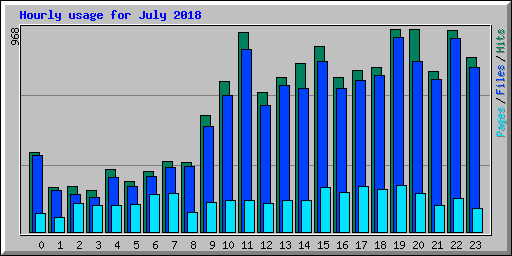 Hourly usage for July 2018
968
Pages/Files/Hits
0 1 2 3 4 5 6 7 8 9 10 11 12 13 14 15 16 17 18 19 20 21 22 23